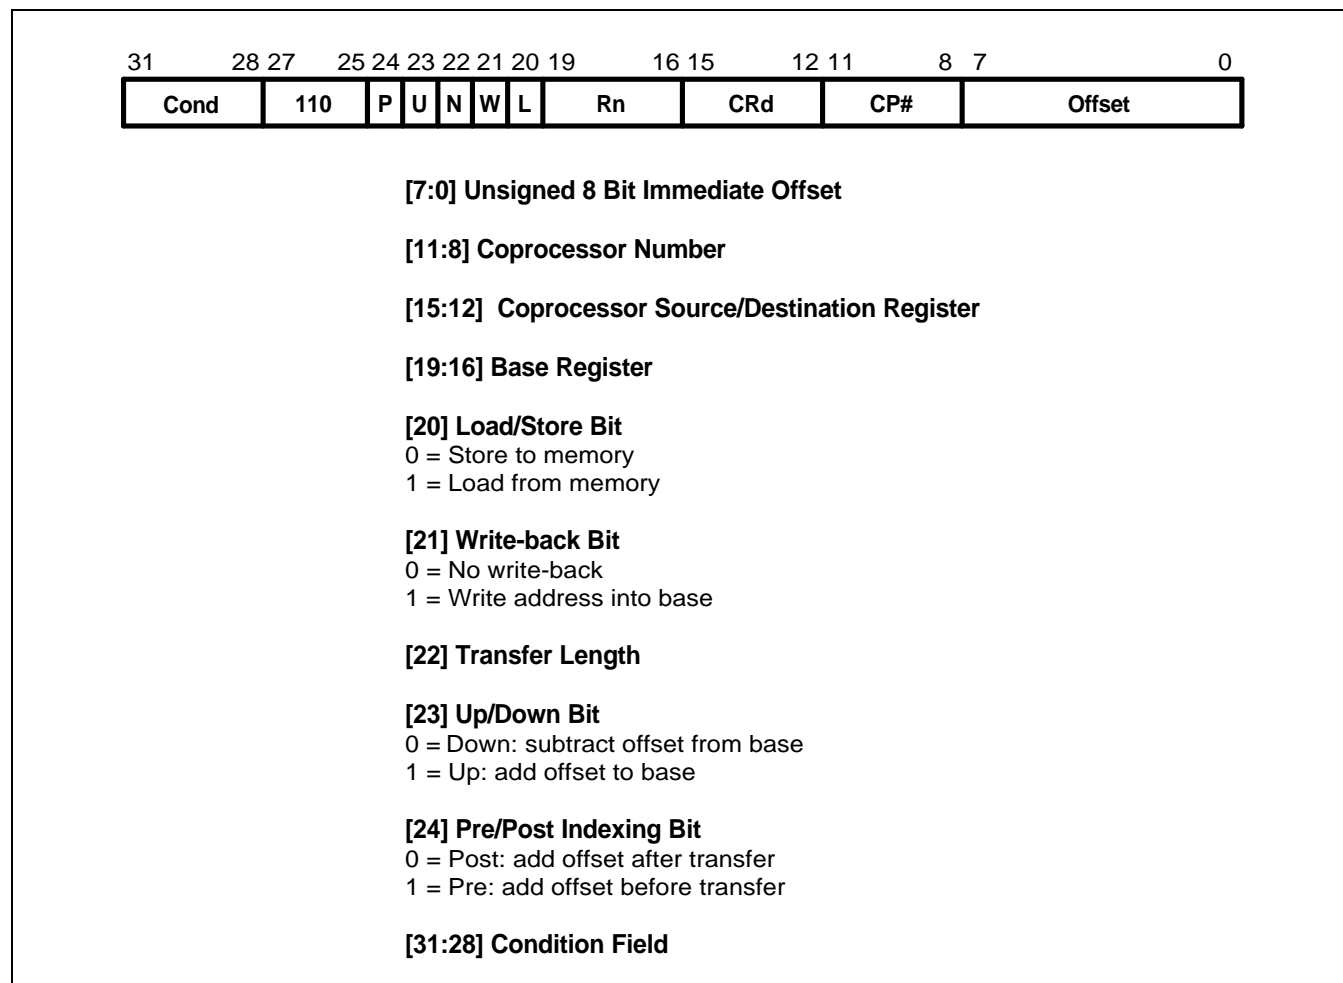 31 28 27 25 24 23 22 21 20 19 16 15 12 11 8 7 0
Cond 110 P U N W L Rn CRd CP# Offset
[7:0] Unsigned 8 Bit Immediate Offset
[11:8] Coprocessor Number
[15:12] Coprocessor Source/Destination Register
[19:16] Base Register
[20] Load/Store Bit
0 = Store to memory
1 = Load from memory
[21] Write-back Bit
0 = No write-back
1 = Write address into base
[22] Transfer Length
[23] Up/Down Bit
0 = Down: subtract offset from base
1 = Up: add offset to base
[24] Pre/Post Indexing Bit
0 = Post: add offset after transfer
1 = Pre: add offset before transfer
[31:28] Condition Field